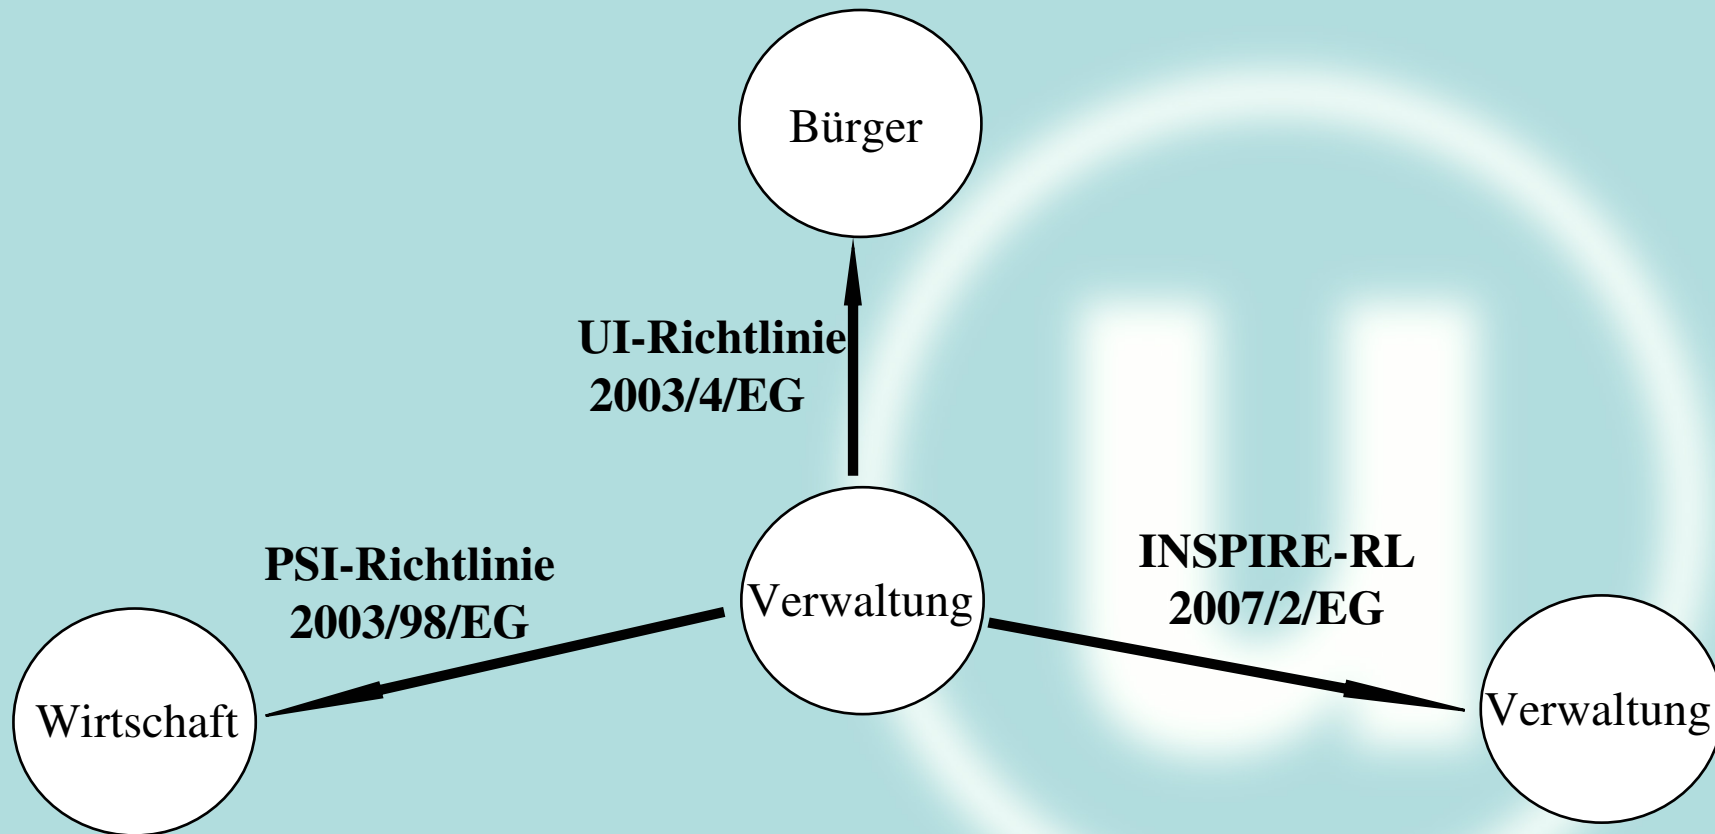 Bürger
UI-Richtlinie
2003/4/EG
PSI-Richtlinie
2003/98/EG
Verwaltung
INSPIRE-RL
2007/2/EG
Wirtschaft
Verwaltung
u